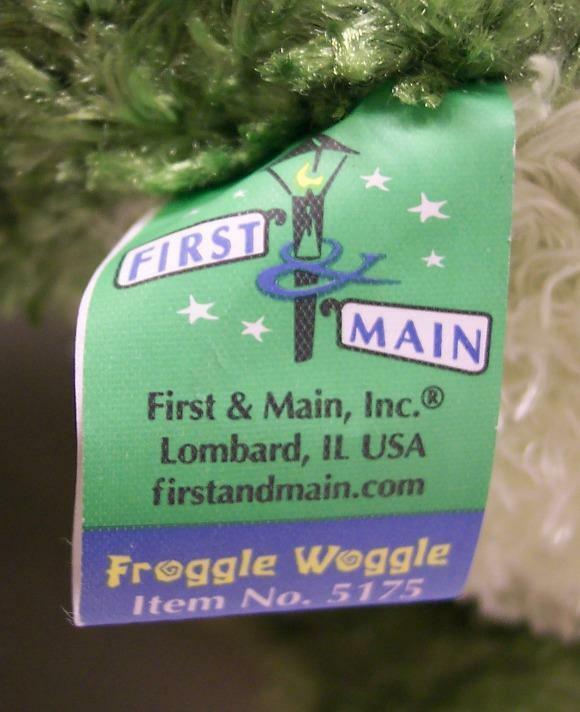 FIRST
&
MAIN
First & Main, Inc.®
Lombard, IL USA
firstandmain.com
Froggle Woggle
Item No. 5175